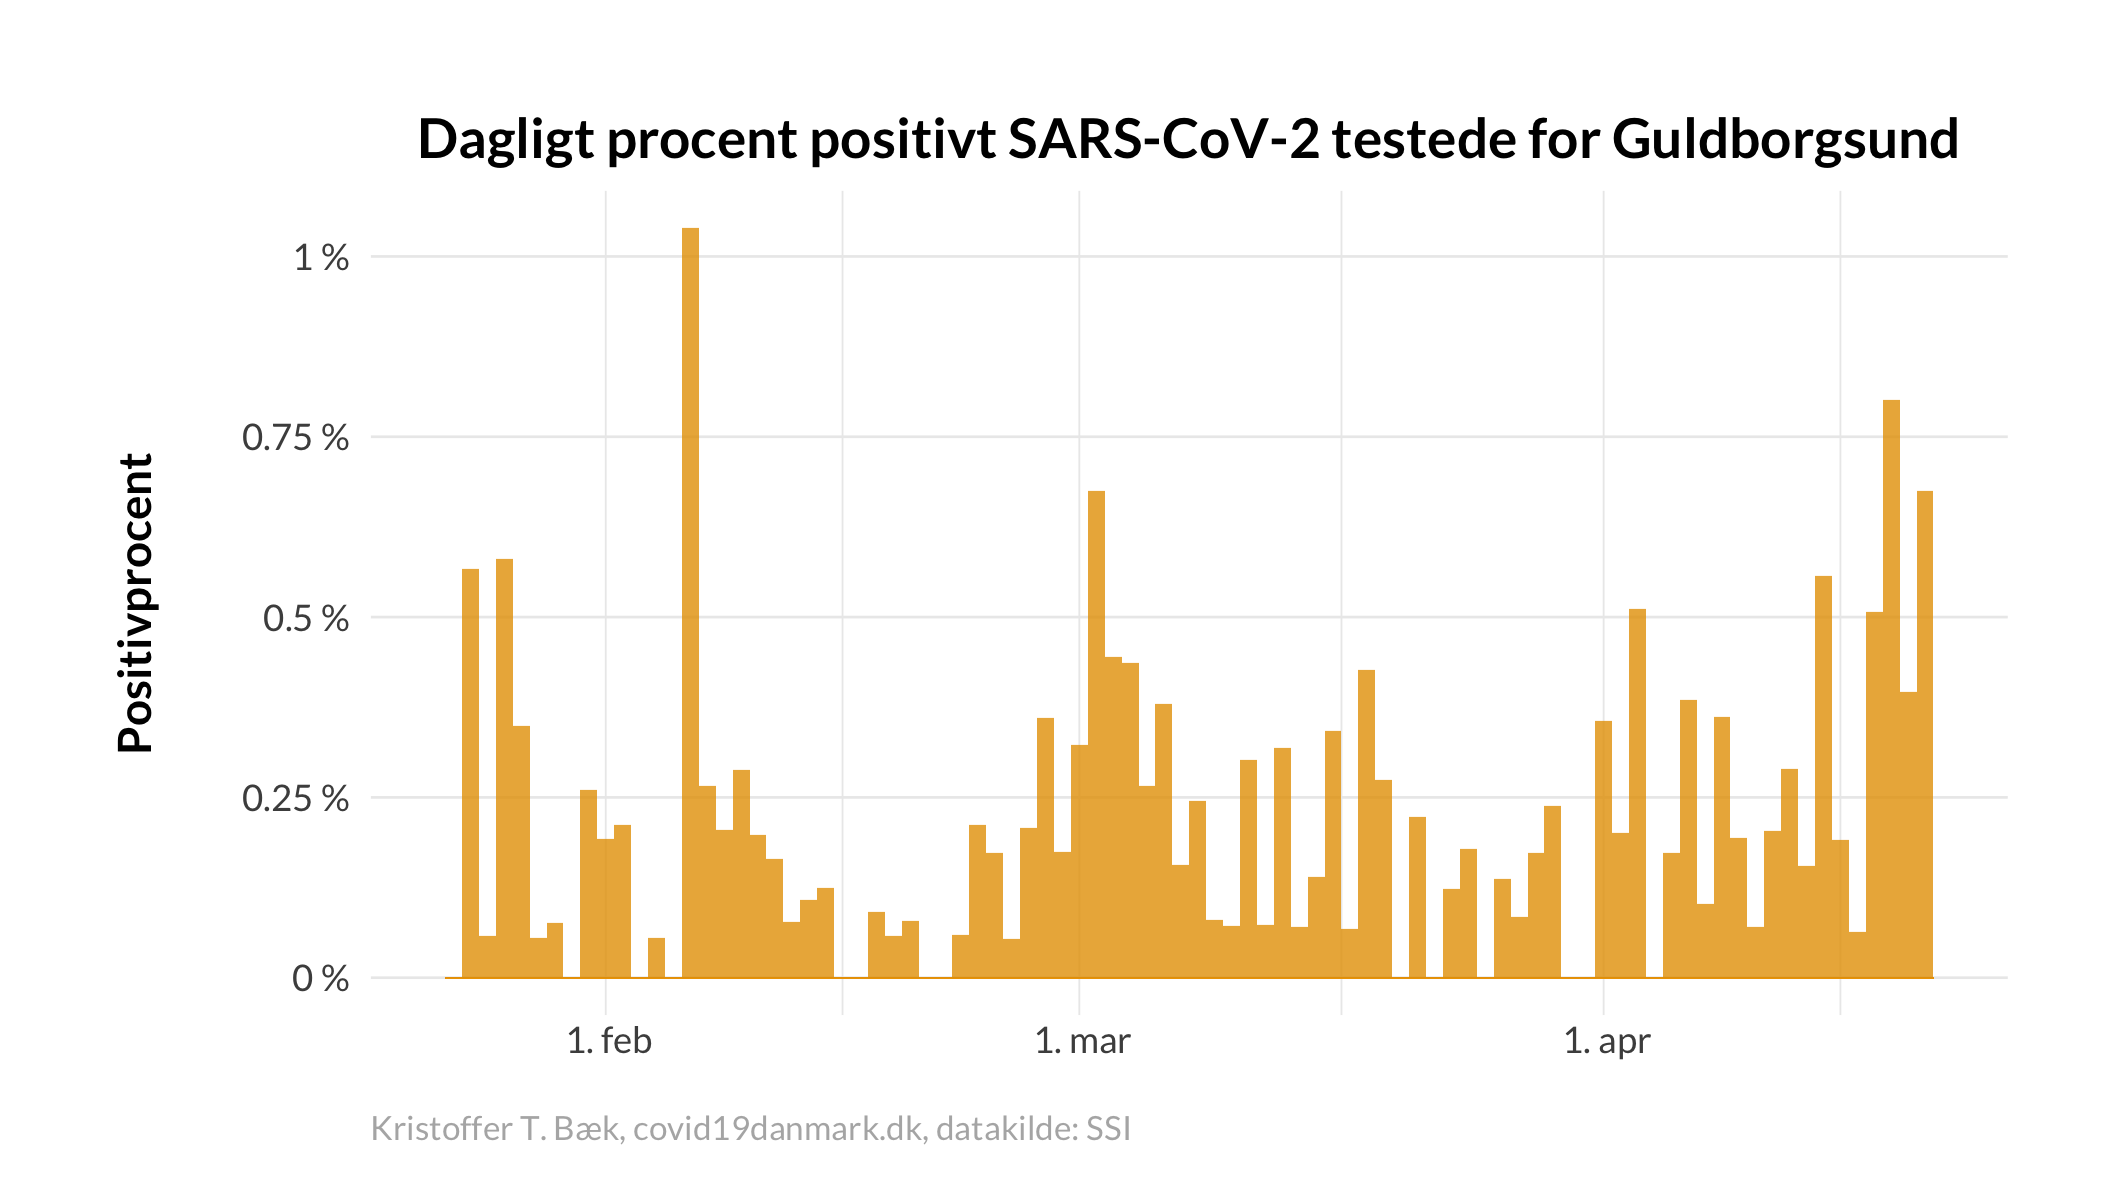 Dagligt procent positivt SARS-CoV-2 testede for Guldborgsund
Positivprocent
1 %
0.75 %
0.5 %
0.25 %
0 %
1. feb
1. mar
1. apr
Kristoffer T. Bæk, covid19danmark.dk, datakilde: SSI